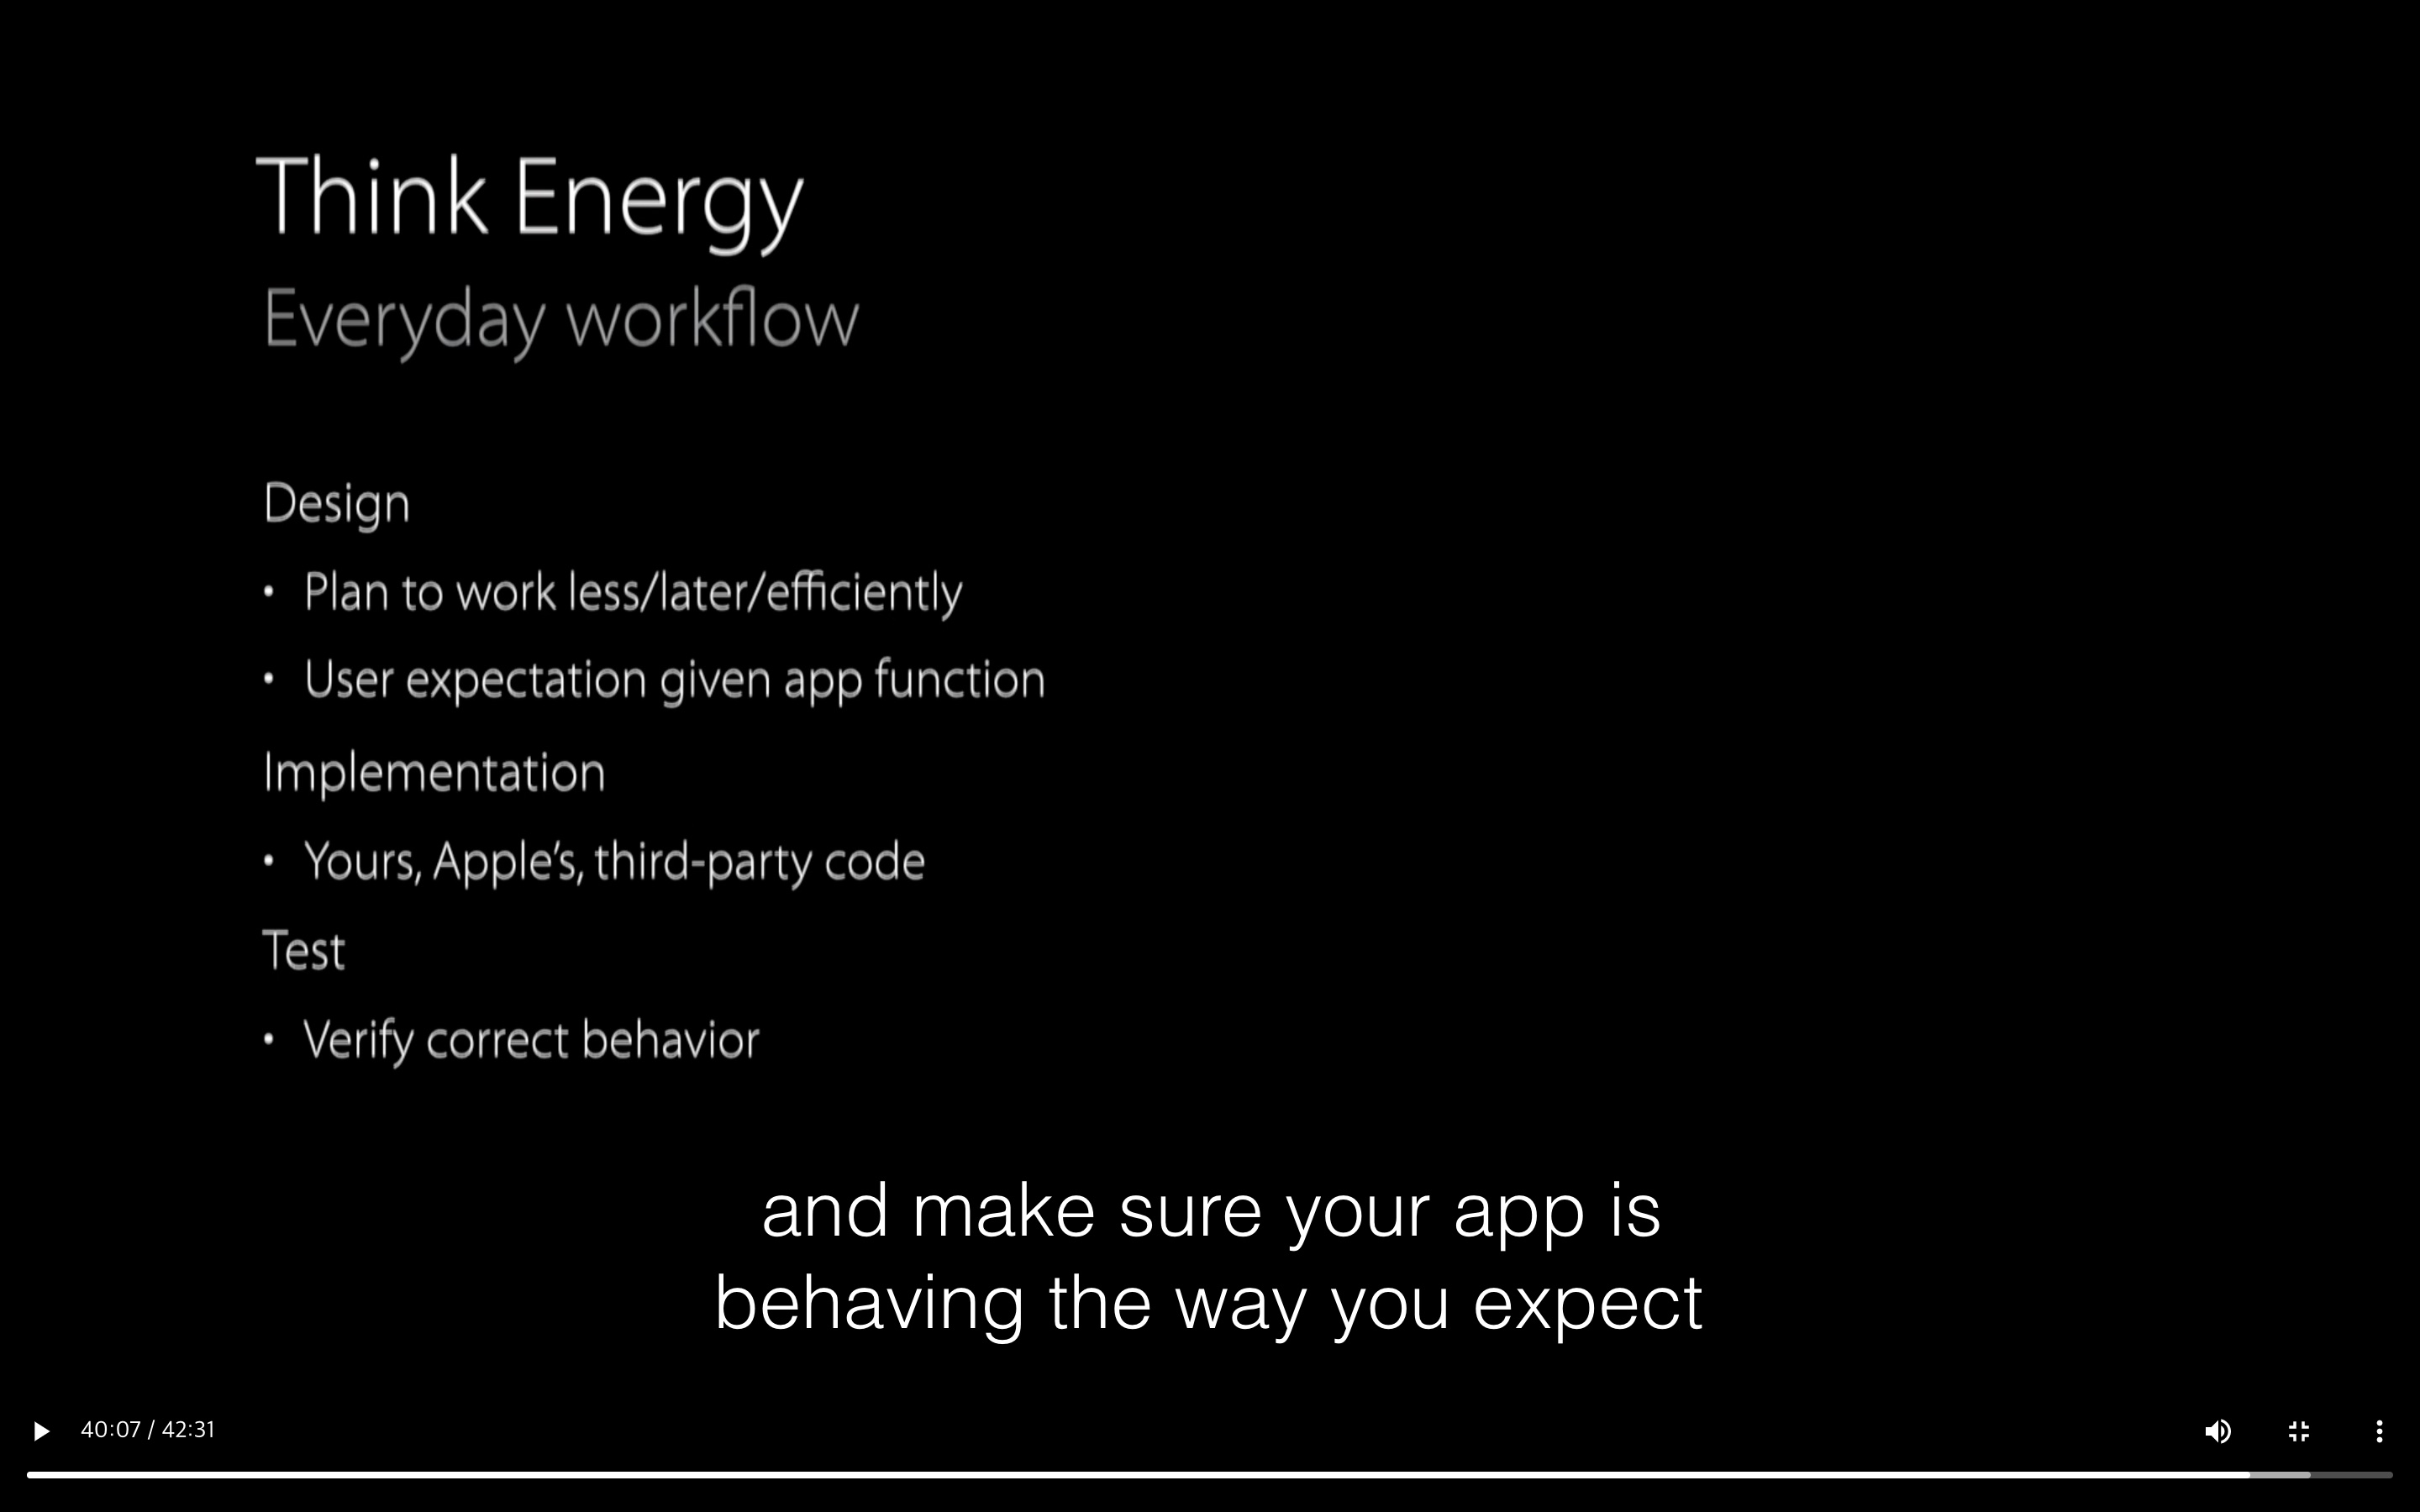 Think Energy
Everyday workflow
Design
• Plan to work less/later/efficiently
• User expectation given app function
Implementation
• Yours, Apple’s, third-party code
Test
• Verify correct behavior
and make sure your app is
behaving the way you expect
40:07 / 42:31